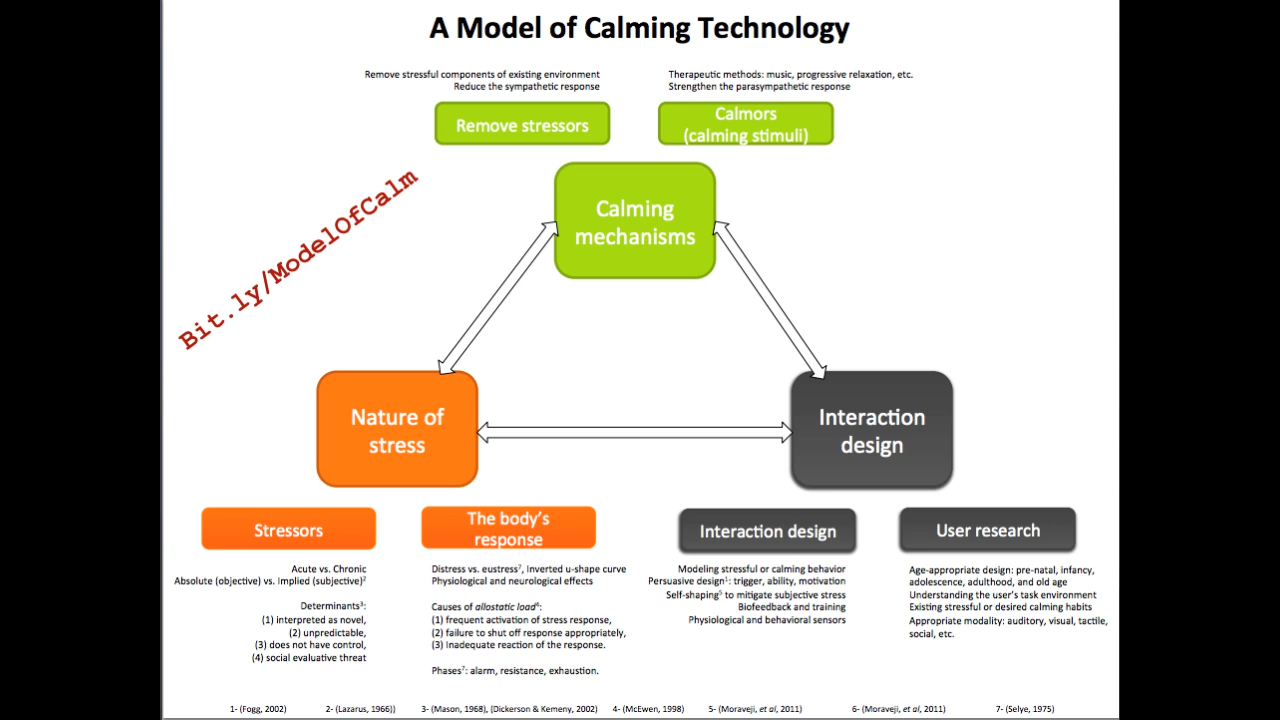 A Model of Calming Technology
Remove stressful components of existing environment
Reduce the sympathetic response
Therapeutic methods: music, progressive relaxation, etc.
Strengthen the parasympathetic response
Remove stressors
Calmors
(calming stimuli)
Bit.ly/ModelOfCalm
Calming
mechanisms
Nature of
stress
Interaction
design
Stressors
The body's
response
Interaction design
User research
Acute vs. Chronic
Absolute (objective) vs. Implied (subjective)²
Determinants³:
(1) interpreted as novel,
(2) unpredictable,
(3) does not have control,
(4) social evaluative threat
Distress vs. eustress⁷, Inverted u-shape curve
Physiological and neurological effects
Causes of allostatic load⁴:
(1) frequent activation of stress response,
(2) failure to shut off response appropriately,
(3) Inadequate reaction of the response.
Phases⁷: alarm, resistance, exhaustion.
Modeling stressful or calming behavior
Persuasive design¹: trigger, ability, motivation
Self-shaping⁵ to mitigate subjective stress
Biofeedback and training
Physiological and behavioral sensors
Age-appropriate design: pre-natal, infancy,
adolescence, adulthood, and old age
Understanding the user's task environment
Existing stressful or desired calming habits
Appropriate modality: auditory, visual, tactile,
social, etc.
1- (Fogg, 2002) 2- (Lazarus, 1966)) 3- (Mason, 1968), (Dickerson & Kemeny, 2002) 4- (McEwen, 1998) 5- (Moraveji, et al, 2011) 6- (Moraveji, et al, 2011) 7- (Selye, 1975)